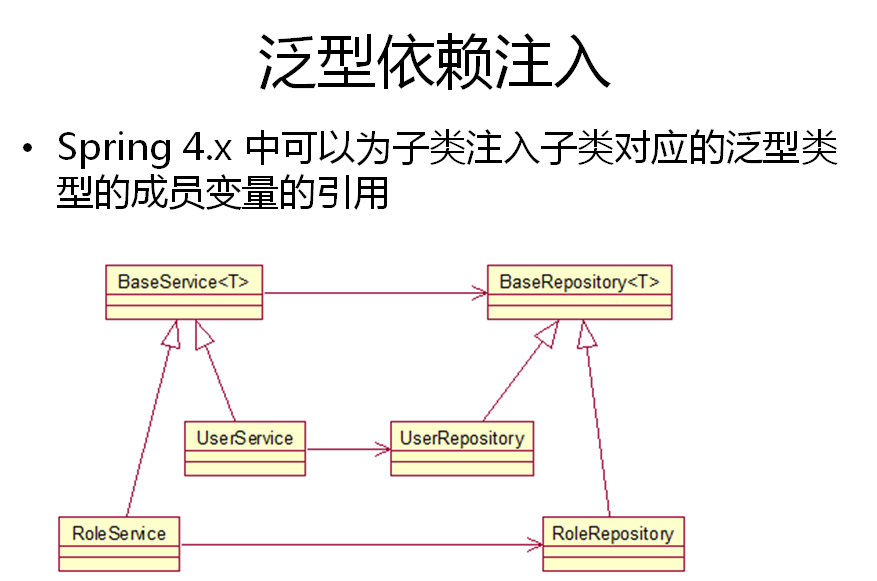 泛型依赖注入
• Spring 4.x 中可以为子类注入子类对应的泛型类
型的成员变量的引用
BaseService<T> BaseRepository<T>
UserService UserRepository
RoleService RoleRepository